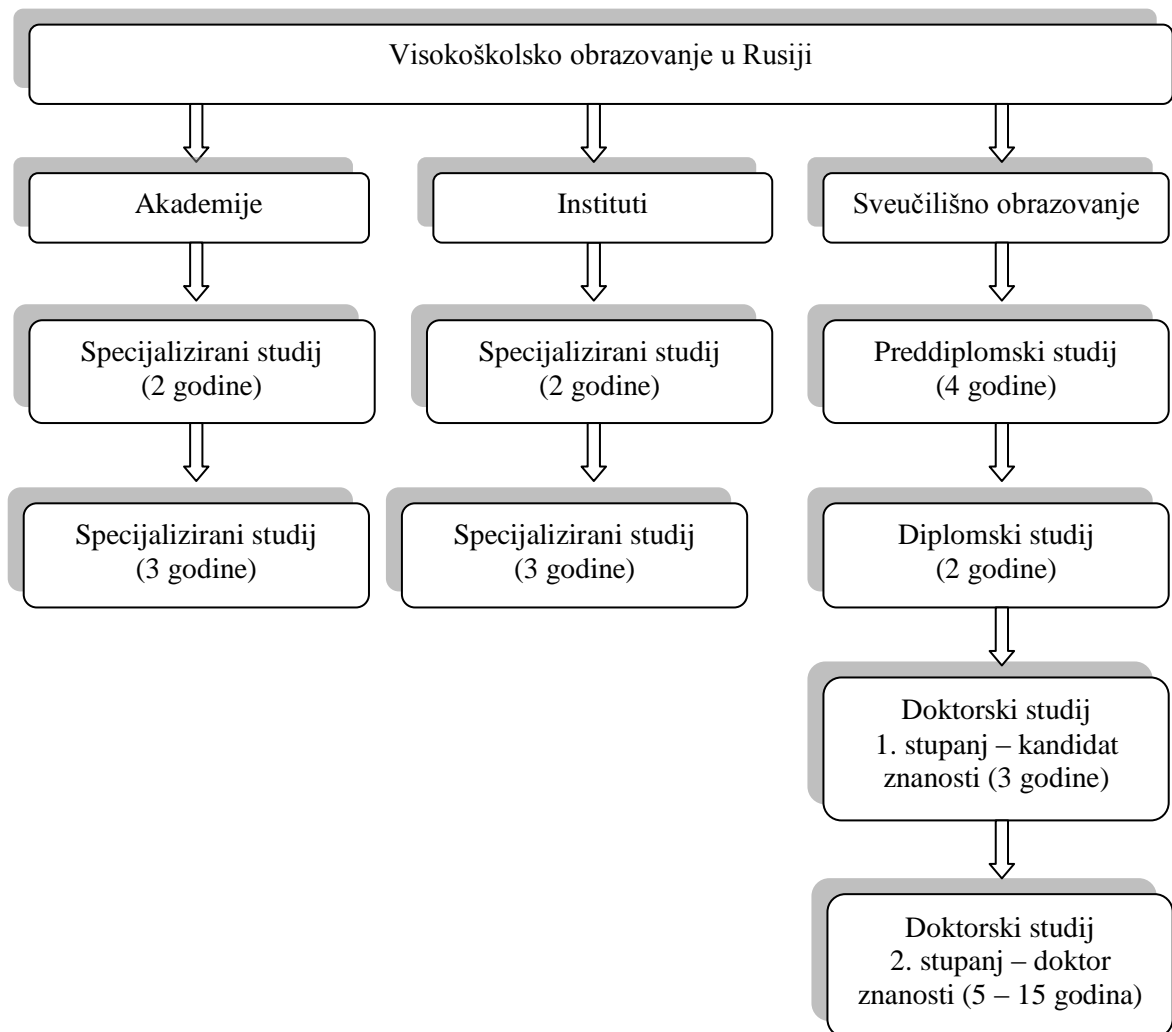 Visokoškolsko obrazovanje u Rusiji
Akademije
Instituti
Sveučilišno obrazovanje
Specijalizirani studij
(2 godine)
Specijalizirani studij
(2 godine)
Preddiplomski studij
(4 godine)
Specijalizirani studij
(3 godine)
Specijalizirani studij
(3 godine)
Diplomski studij
(2 godine)
Doktorski studij
1. stupanj – kandidat
znanosti (3 godine)
Doktorski studij
2. stupanj – doktor
znanosti (5 – 15 godina)